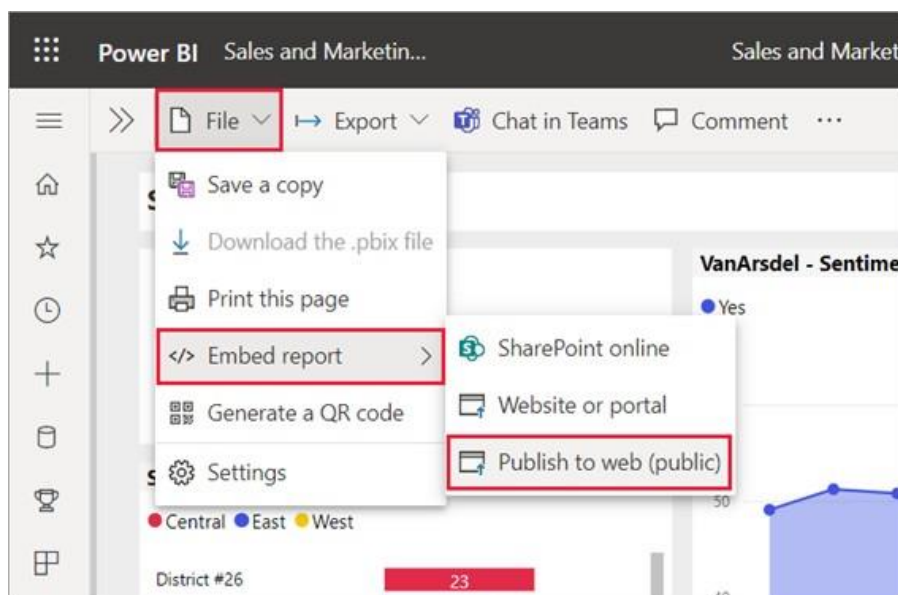 Power BI Sales and Marketin... Sales and Market
File Export Chat in Teams Comment ...
Save a copy
Download the .pbix file
Print this page
Embed report
Generate a QR code
Settings
SharePoint online
Website or portal
Publish to web (public)
VanArsdel - Sentime
Yes
50
Central East West
District #26
23